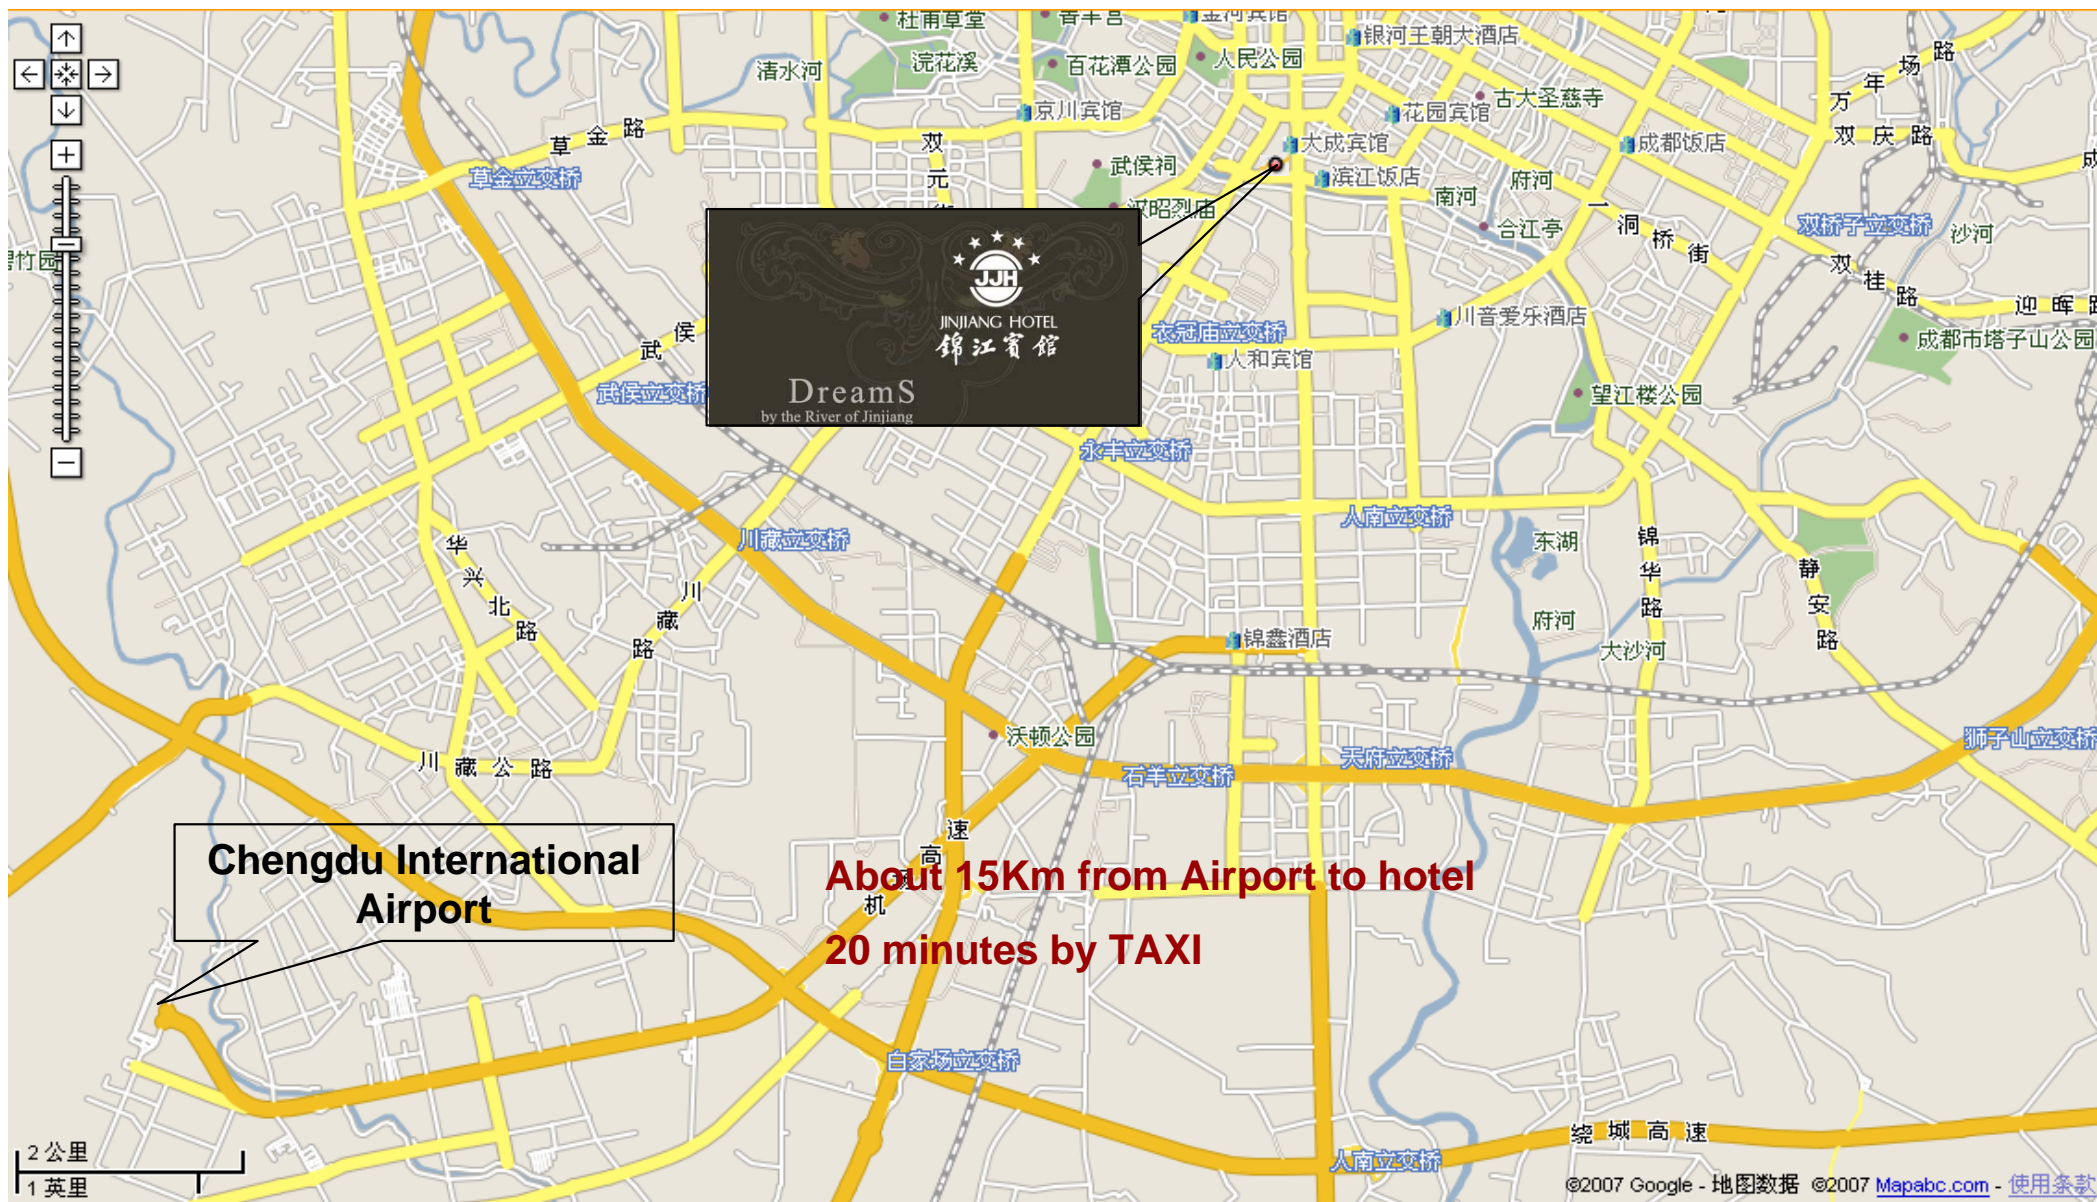 杜甫草堂
金河宾馆
银河王朝大酒店
万年场路
清水河
浣花溪
百花潭公园
人民公园
古大圣慈寺
草金路
京川宾馆
花园宾馆
双庆路
双元
大成宾馆
成都饭店
草金立交桥
武侯祠
滨江饭店
南河
府河
汉昭烈庙
合江亭
一洞桥街
双桥子立交桥
沙河
竹园
双桂路
迎晖路
JJH
JINJIANG HOTEL
錦江賓館
DreamS
by the River of Jinjiang
武侯
衣冠庙立交桥
人和宾馆
川音爱乐酒店
成都市塔子山公园
武侯立交桥
望江楼公园
永丰立交桥
人南立交桥
川藏立交桥
东湖
锦华路
静安路
华兴北路
川藏路
府河
锦鑫酒店
大沙河
沃顿公园
川藏公路
石羊立交桥
天府立交桥
狮子山立交桥
Chengdu International
Airport
机场高速
About 15Km from Airport to hotel
20 minutes by TAXI
白家场立交桥
绕城高速
人南立交桥
2 公里
1 英里
©2007 Google - 地图数据 ©2007 Mapabc.com - 使用条款